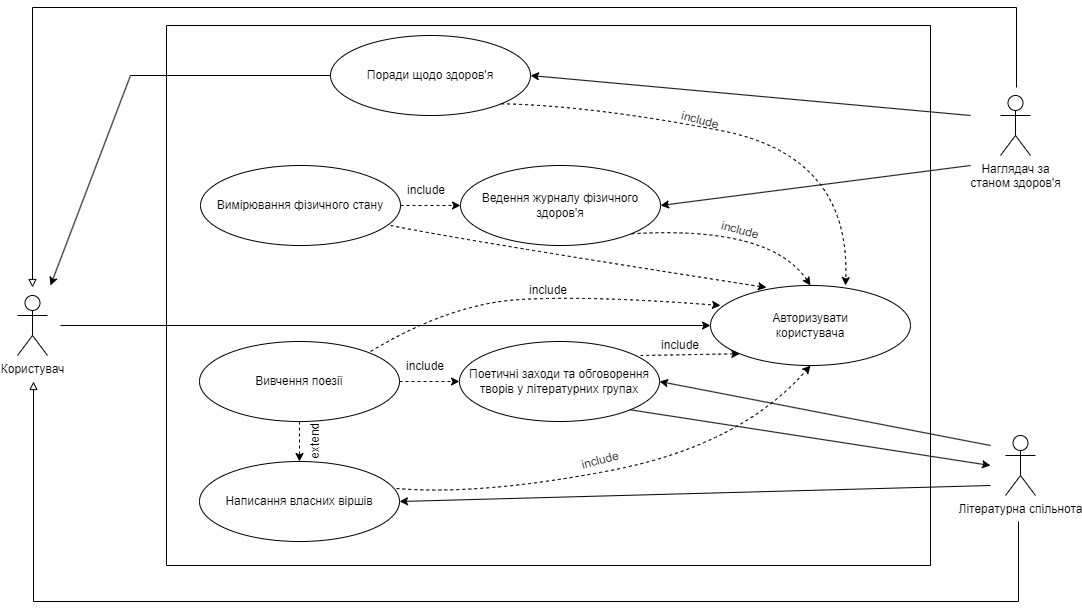 Поради щодо здоров'я
include
Наглядач за
станом здоров'я
Вимірювання фізичного стану
include
Ведення журналу фізичного
здоров'я
include
include
Авторизувати
користувача
Користувач
include
Вивчення поезії
include
Поетичні заходи та обговорення
творів у літературних групах
extend
include
Написання власних віршів
Літературна спільнота